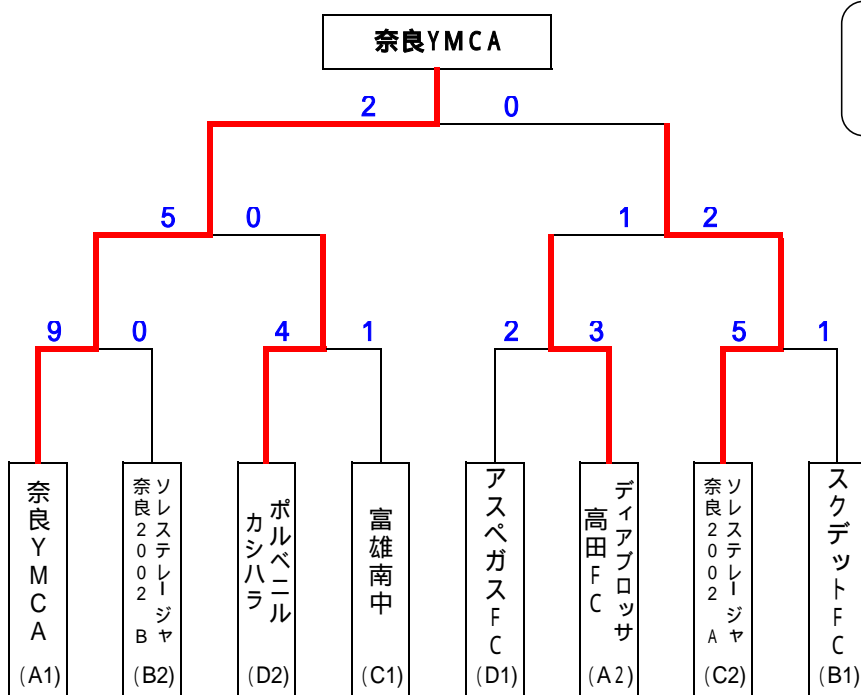 奈良YMCA
2 0
5 0 1 2
9 0 4 1 2 3 5 1
奈良YMCA
(A1)
ソレステレージャ
奈良2002 B
(B2)
ポルベニル
カシハラ
(D2)
富雄南中
(C1)
アスペガスFC
(D1)
ディアブロッサ
高田FC
(A2)
ソレステレージャ
奈良2002 A
(C2)
スクデットFC
(B1)